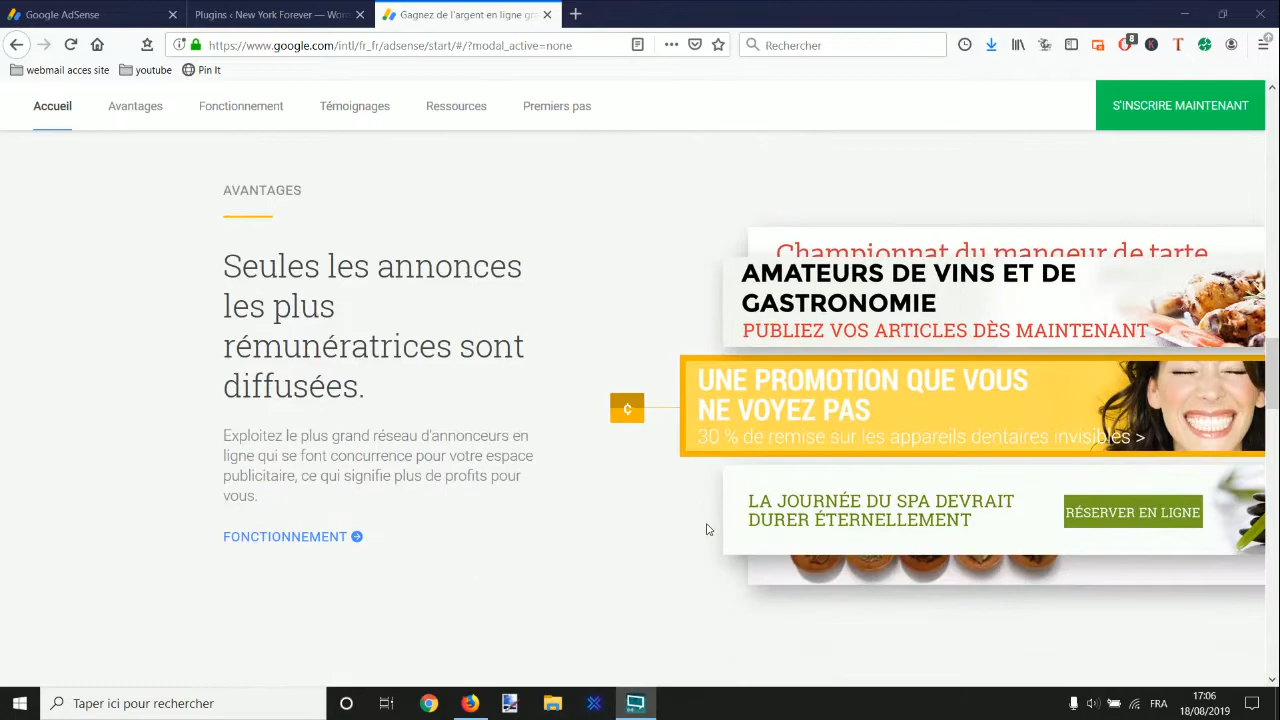 Google AdSense
Plugins ‹ New York Forever — Wor
Gagnez de l'argent en ligne gr
https://www.google.com/intl/fr_fr/adsense/start/#/?modal_active=none
Rechercher
8
webmail acces site
youtube
Pin It
Accueil
Avantages
Fonctionnement
Témoignages
Ressources
Premiers pas
S'INSCRIRE MAINTENANT
AVANTAGES
Seules les annonces
les plus
rémunératrices sont
diffusées.
Exploitez le plus grand réseau d'annonceurs en
ligne qui se font concurrence pour votre espace
publicitaire, ce qui signifie plus de profits pour
vous.
FONCTIONNEMENT
Championnat du mangeur de tarte
AMATEURS DE VINS ET DE
GASTRONOMIE
PUBLIEZ VOS ARTICLES DÈS MAINTENANT >
¢
UNE PROMOTION QUE VOUS
NE VOYEZ PAS
30 % de remise sur les appareils dentaires invisibles >
LA JOURNÉE DU SPA DEVRAIT
DURER ÉTERNELLEMENT
RÉSERVER EN LIGNE
Taper ici pour rechercher
FRA
17:06
18/08/2019